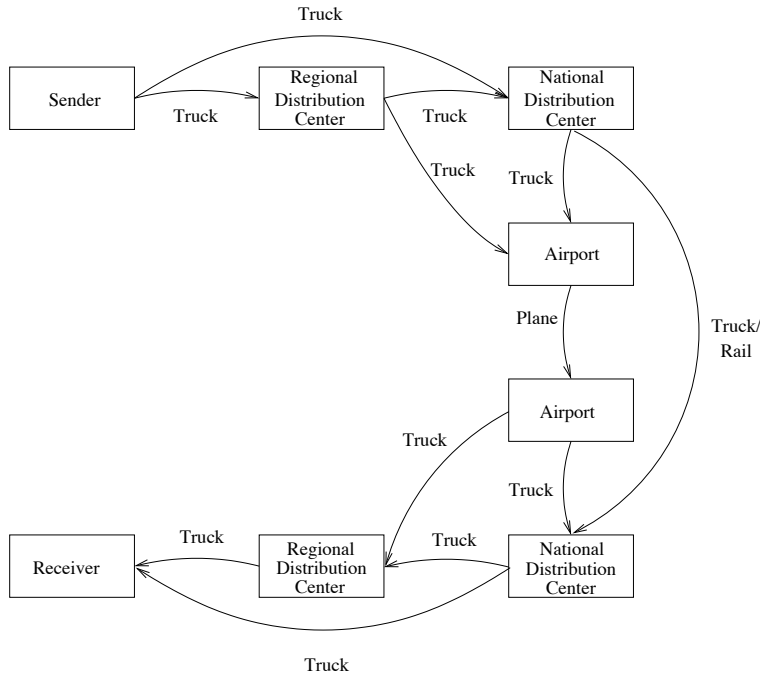 Truck
Sender
Truck
Regional
Distribution
Center
Truck
National
Distribution
Center
Truck
Truck
Airport
Plane
Truck/
Rail
Airport
Truck
Truck
Receiver
Truck
Regional
Distribution
Center
Truck
National
Distribution
Center
Truck